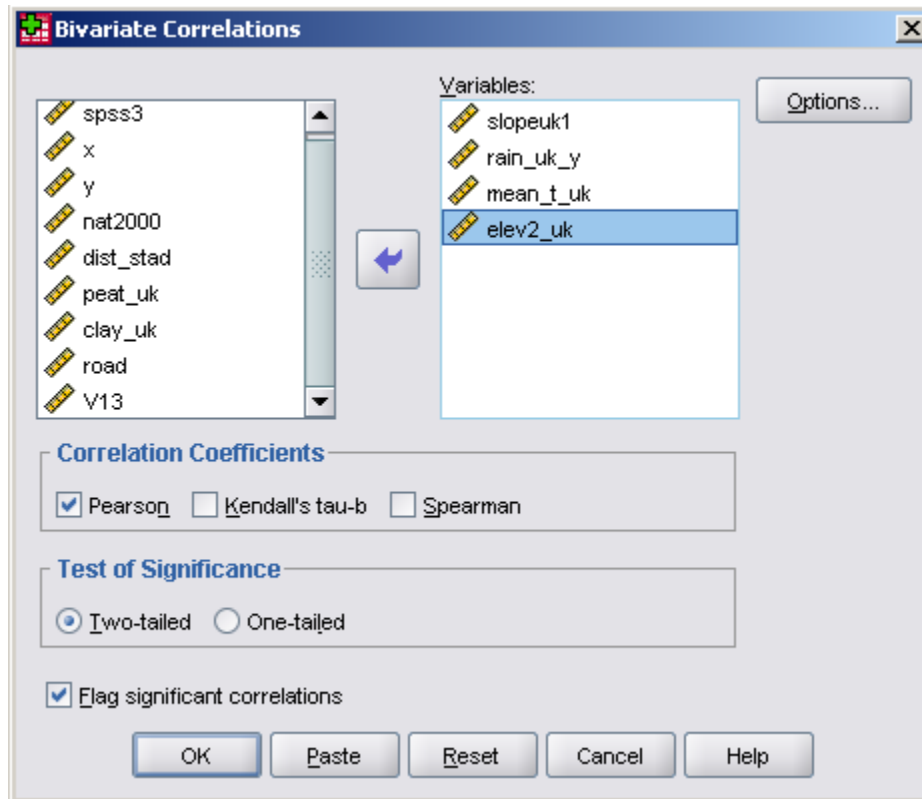 Bivariate Correlations
spss3
x
y
nat2000
dist_stad
peat_uk
clay_uk
road
V13
Variables:
slopeuk1
rain_uk_y
mean_t_uk
elev2_uk
Options...
Correlation Coefficients
Pearson Kendall's tau-b Spearman
Test of Significance
Two-tailed One-tailed
Flag significant correlations
OK Paste Reset Cancel Help